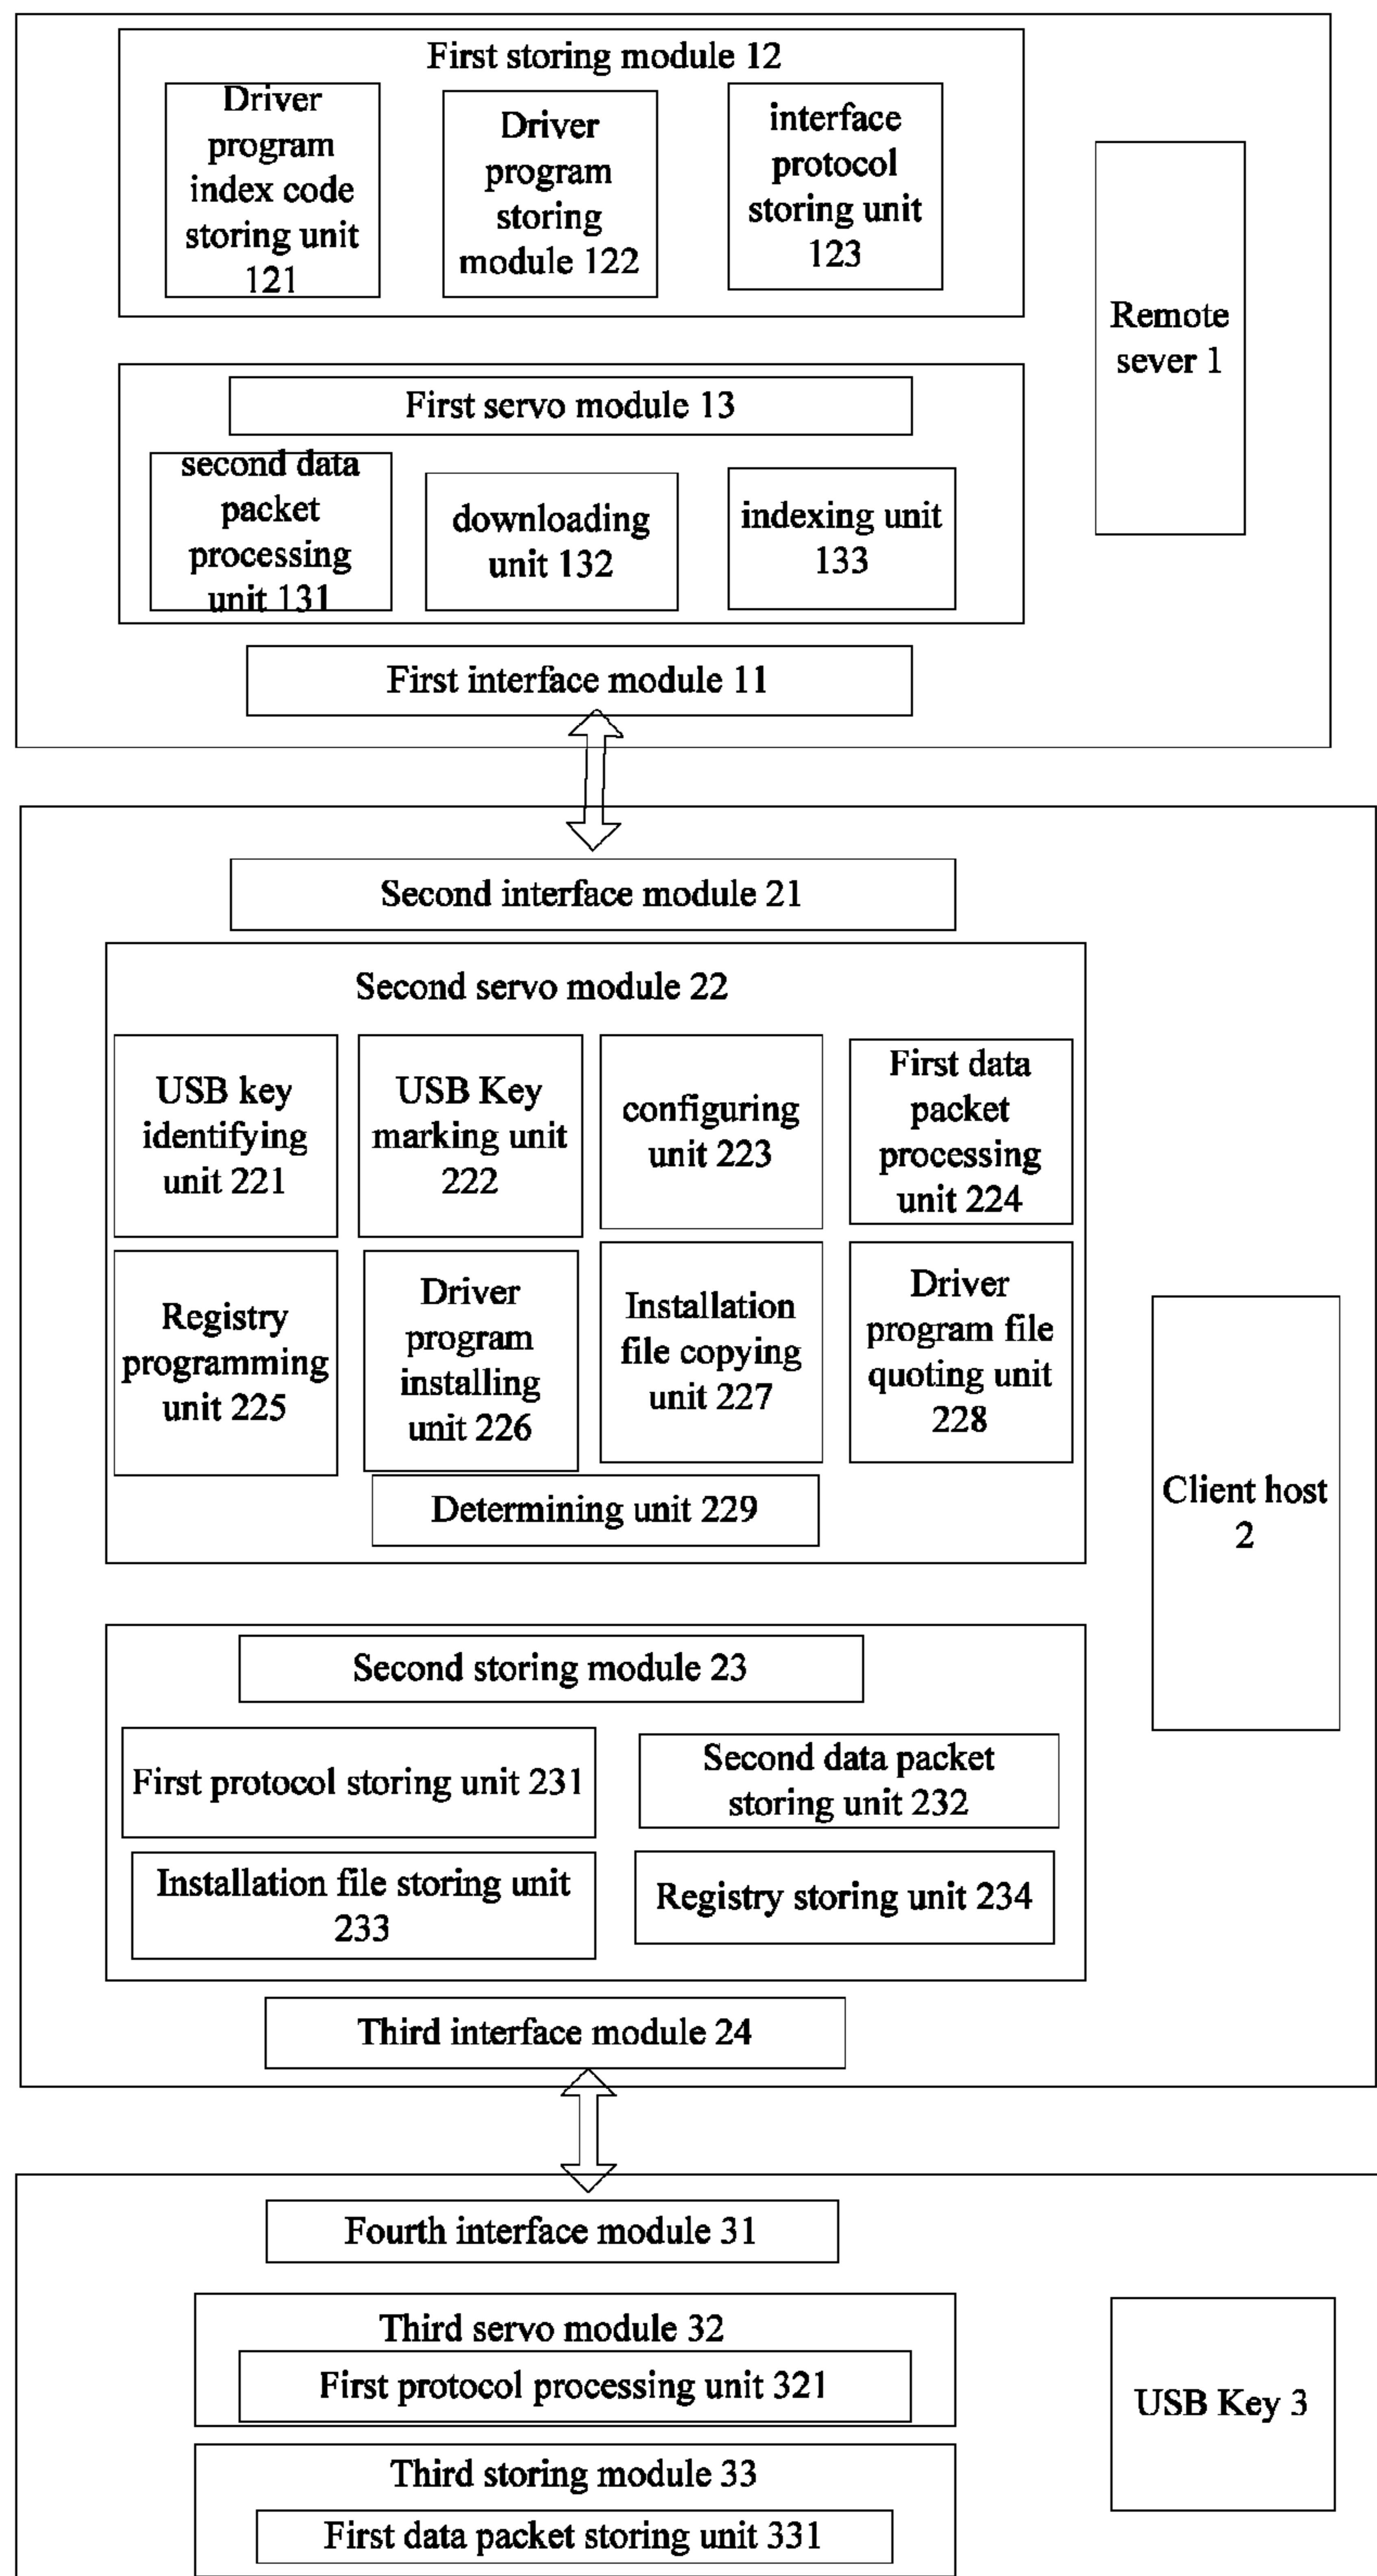 First storing module 12
Driver
program
index code
storing unit
121
Driver
program
storing
module 122
interface
protocol
storing unit
123
Remote
sever 1
First servo module 13
second data
packet
processing
unit 131
downloading
unit 132
indexing unit
133
First interface module 11
Second interface module 21
Second servo module 22
USB key
identifying
unit 221
USB Key
marking unit
222
configuring
unit 223
First data
packet
processing
unit 224
Registry
programming
unit 225
Driver
program
installing
unit 226
Installation
file copying
unit 227
Driver
program file
quoting unit
228
Determining unit 229
Client host
2
Second storing module 23
First protocol storing unit 231
Second data packet
storing unit 232
Installation file storing unit
233
Registry storing unit 234
Third interface module 24
Fourth interface module 31
Third servo module 32
First protocol processing unit 321
USB Key 3
Third storing module 33
First data packet storing unit 331